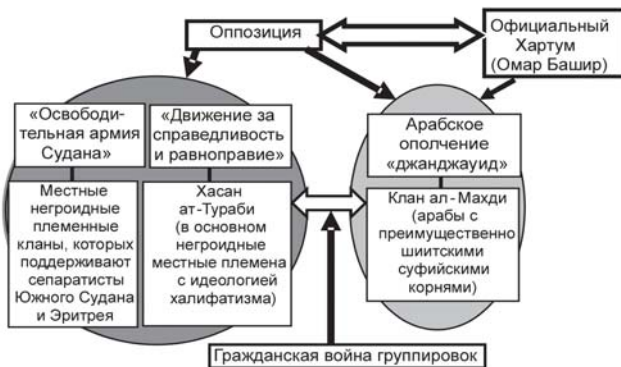 Оппозиция
Официальный
Хартум
(Омар Башир)
«Освободи-
тельная армия
Судана»
«Движение за
справедливость
и равноправие»
Арабское
ополчение
«джанджауид»
Местные
негроидные
племенные
кланы, которых
поддерживают
сепаратисты
Южного Судана
и Эритрея
Хасан
ат-Тураби
(в основном
негроидные
местные племена
с идеологией
халифатизма)
Клан ал-Махди
(арабы с
преимущественно
шиитскими
суфийскими
корнями)
Гражданская война группировок